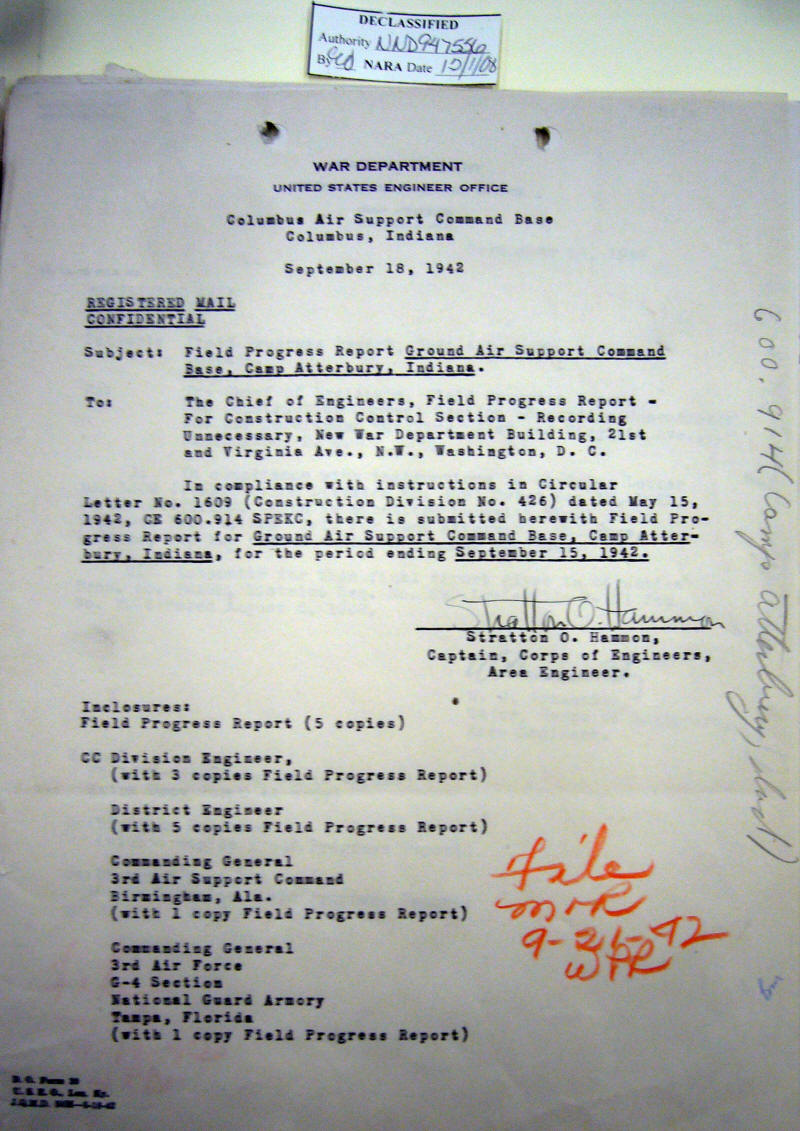 DECLASSIFIED
Authority NND947556
By NARA Date 12/1/08
WAR DEPARTMENT
UNITED STATES ENGINEER OFFICE
Columbus Air Support Command Base
Columbus, Indiana
September 18, 1942
REGISTERED MAIL
CONFIDENTIAL
Subject: Field Progress Report Ground Air Support Command
Base, Camp Atterbury, Indiana.
To: The Chief of Engineers, Field Progress Report -
For Construction Control Section - Recording
Unnecessary, New War Department Building, 21st
and Virginia Ave., N.W., Washington, D. C.
In compliance with instructions in Circular
Letter No. 1609 (Construction Division No. 426) dated May 15,
1942, CE 600.914 SPEKC, there is submitted herewith Field Pro-
gress Report for Ground Air Support Command Base, Camp Atter-
bury, Indiana, for the period ending September 15, 1942.
Stratton O. Hammon
Stratton O. Hammon,
Captain, Corps of Engineers,
Area Engineer.
Inclosures:
Field Progress Report (5 copies)
CC Division Engineer,
(with 3 copies Field Progress Report)
District Engineer
(with 5 copies Field Progress Report)
Commanding General
3rd Air Support Command
Birmingham, Ala.
(with 1 copy Field Progress Report)
Commanding General
3rd Air Force
G-4 Section
National Guard Armory
Tampa, Florida
(with 1 copy Field Progress Report)
File
M+R
WPR
600.914 (Camp Atterbury, Ind.)
U.S.E.O., Lou. Ky.